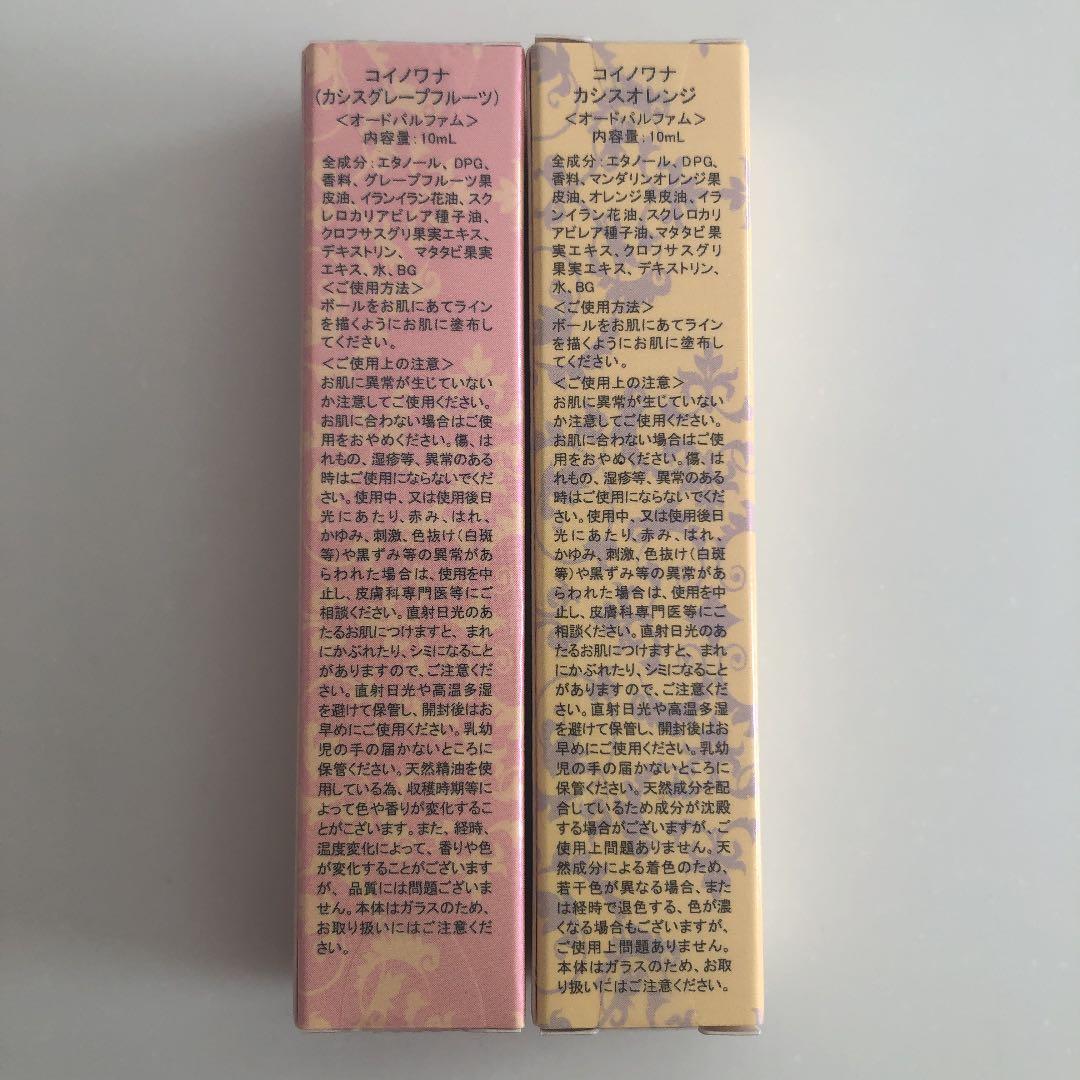 コイノワナ
(カシスグレープフルーツ)
＜オードパルファム＞
内容量：10mL
全成分：エタノール、DPG、
香料、グレープフルーツ果
皮油、イランイラン花油、スク
レロカリアビレア種子油、
クロフサスグリ果実エキス、
デキストリン、マタタビ果実
エキス、水、BG
＜ご使用方法＞
ボールをお肌にあてライン
を描くようにお肌に塗布し
てください。
＜ご使用上の注意＞
お肌に異常が生じていない
か注意してご使用ください。
お肌に合わない場合はご使
用をおやめください。傷、は
れもの、湿疹等、異常のある
時はご使用にならないでくだ
さい。使用中、又は使用後日
光にあたり、赤み、はれ、
かゆみ、刺激、色抜け(白斑
等)や黒ずみ等の異常があ
らわれた場合は、使用を中
止し、皮膚科専門医等にご
相談ください。直射日光のあ
たるお肌につけますと、まれ
にかぶれたり、シミになること
がありますので、ご注意くだ
さい。直射日光や高温多湿
を避けて保管し、開封後はお
早めにご使用ください。乳幼
児の手の届かないところに
保管ください。天然精油を使
用している為、収穫時期等に
よって色や香りが変化するこ
とがございます。また、経時、
温度変化によって、香りや色
が変化することがございます
が、品質には問題ございま
せん。本体はガラスのため、
お取り扱いにはご注意くだ
さい。
コイノワナ
カシスオレンジ
＜オードパルファム＞
内容量：10mL
全成分：エタノール、DPG、
香料、マンダリンオレンジ果
皮油、オレンジ果皮油、イラ
ンイラン花油、スクレロカリ
アビレア種子油、マタタビ果
実エキス、クロフサスグリ
果実エキス、デキストリン、
水、BG
＜ご使用方法＞
ボールをお肌にあてライン
を描くようにお肌に塗布し
てください。
＜ご使用上の注意＞
お肌に異常が生じていない
か注意してご使用ください。
お肌に合わない場合はご使
用をおやぬください。傷、は
れもの、湿疹等、異常のある
時はご使用にならないでくだ
さい。使用中、又は使用後日
光にあたり、赤み、はれ、
かゆみ、刺激、色抜け(白斑
等)や黒ずみ等の異常があ
らわれた場合は、使用を中
止し、皮膚科専門医等にご
相談ください。直射日光のあ
たるお肌につけますと、まれ
にかぶれたり、シミになること
がありますので、ご注意くだ
さい。直射日光や高温多湿
を避けて保管し、開封後はお
早めにご使用ください。乳幼
児の手の届かないところに
保管ください。天然成分を配
合しているため成分が沈殿
する場合がございますが、ご
使用上問題ありません。天
然成分による着色のため、
若干色が異なる場合、また
は経時で退色する、色が濃
くなる場合もございますが、
ご使用上問題ありません。
本体はガラスのため、お取
り扱いにはご注意ください。